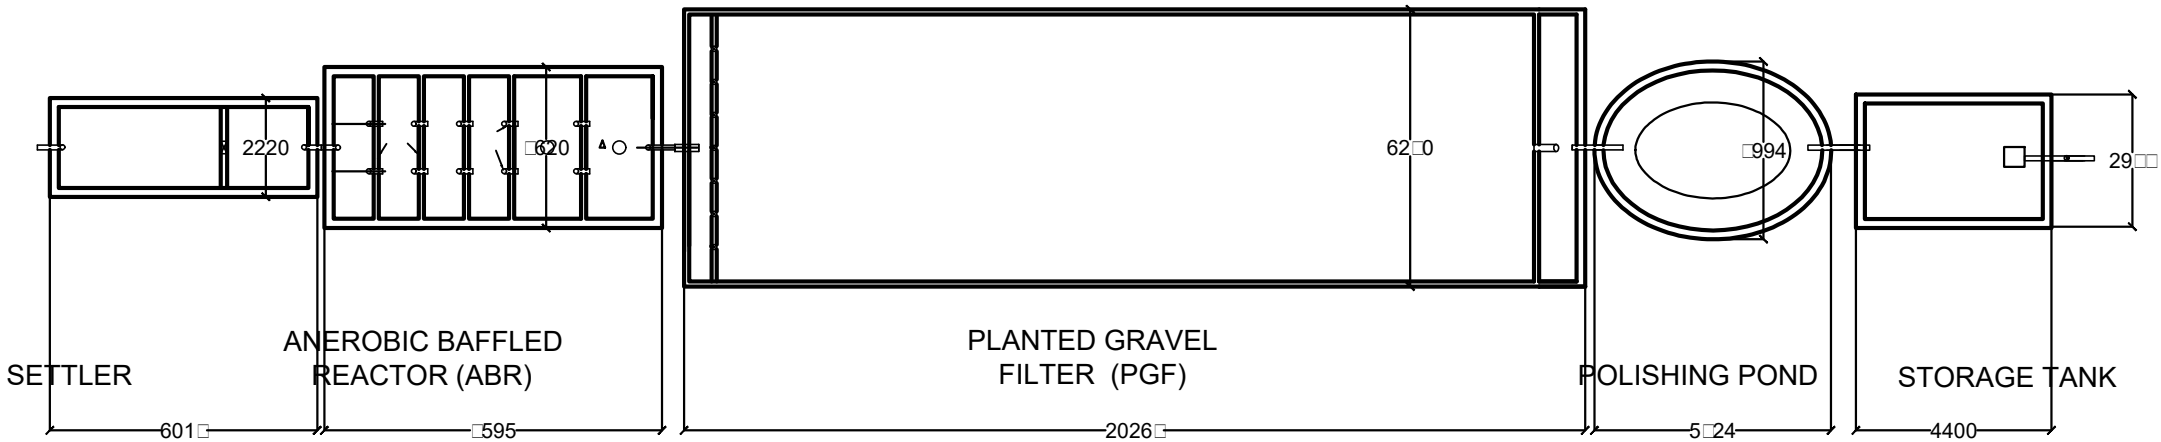 2220
□620
62□0
□994
29□□
ANEROBIC BAFFLED
REACTOR (ABR)
PLANTED GRAVEL
FILTER (PGF)
SETTLER
POLISHING POND
STORAGE TANK
601□
□595
2026□
5□24
4400